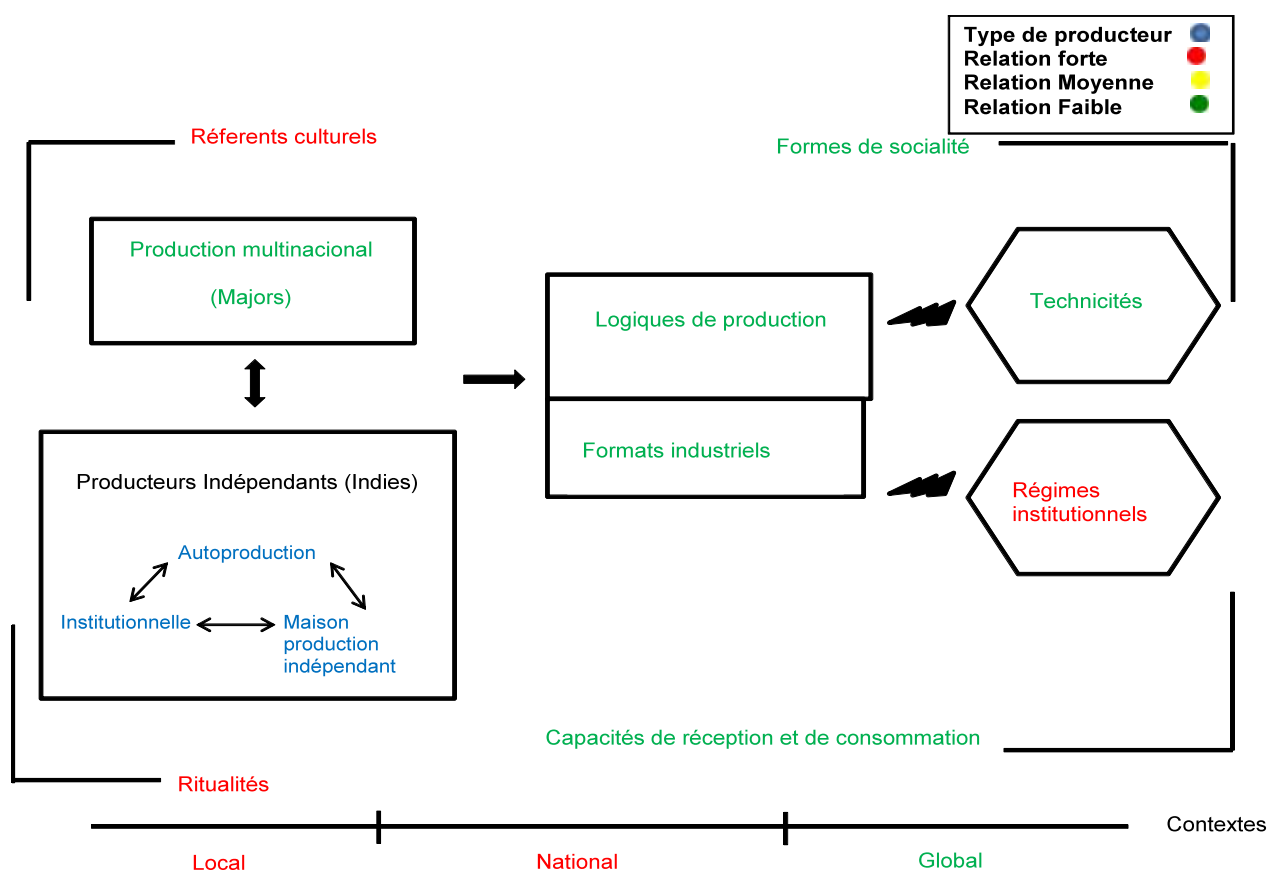 Type de producteur
Relation forte
Relation Moyenne
Relation Faible
Réferents culturels
Formes de socialité
Production multinacional
(Majors)
Logiques de production
Technicités
Formats industriels
Producteurs Indépendants (Indies)
Régimes
institutionnels
Autoproduction
Institutionnelle
Maison
production
indépendant
Capacités de réception et de consommation
Ritualités
Contextes
Local
National
Global